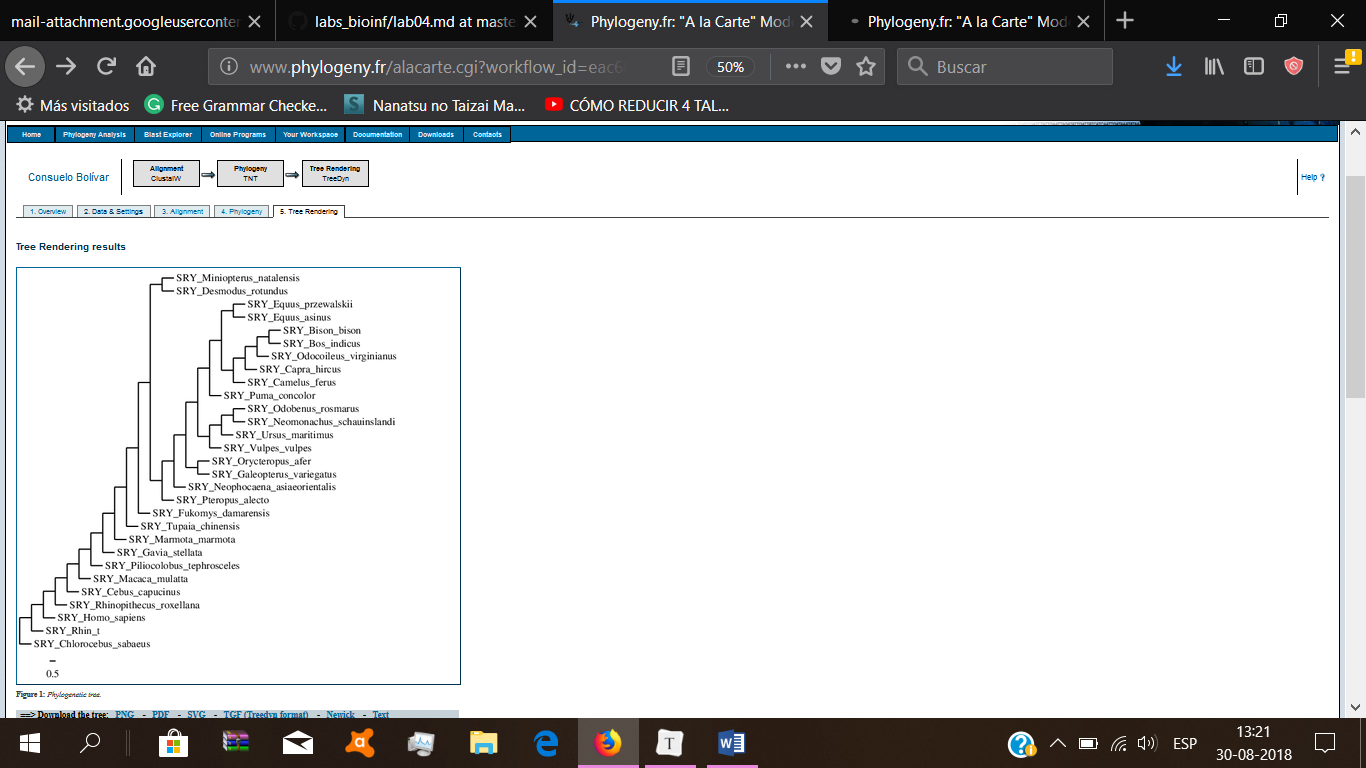 mail-attachment.googleuserconter
labs_bioinf/lab04.md at maste
Phylogeny.fr: "A la Carte" Mod
Phylogeny.fr: "A la Carte" Mod
www.phylogeny.fr/alacarte.cgi?workflow_id=eac6
50%
Buscar
Más visitados
Free Grammar Checke...
Nanatsu no Taizai Ma...
CÓMO REDUCIR 4 TAL...
Home
Phylogeny Analysis
Blast Explorer
Online Programs
Your Workspace
Documentation
Downloads
Contacts
Consuelo Bolívar
Alignment
ClustalW
Phylogeny
TNT
Tree Rendering
TreeDyn
Help ?
1. Overview
2. Data & Settings
3. Alignment
4. Phylogeny
5. Tree Rendering
Tree Rendering results
SRY_Miniopterus_natalensis
SRY_Desmodus_rotundus
SRY_Equus_przewalskii
SRY_Equus_asinus
SRY_Bison_bison
SRY_Bos_indicus
SRY_Odocoileus_virginianus
SRY_Capra_hircus
SRY_Camelus_ferus
SRY_Puma_concolor
SRY_Odobenus_rosmarus
SRY_Neomonachus_schauinslandi
SRY_Ursus_maritimus
SRY_Vulpes_vulpes
SRY_Orycteropus_afer
SRY_Galeopterus_variegatus
SRY_Neophocaena_asiaeorientalis
SRY_Pteropus_alecto
SRY_Fukomys_damarensis
SRY_Tupaia_chinensis
SRY_Marmota_marmota
SRY_Gavia_stellata
SRY_Piliocolobus_tephrosceles
SRY_Macaca_mulatta
SRY_Cebus_capucinus
SRY_Rhinopithecus_roxellana
SRY_Homo_sapiens
SRY_Rhin_t
SRY_Chlorocebus_sabaeus
0.5
Figure 1: Phylogenetic tree.
==> Download the tree: PNG - PDF - SVG - TGF (Treedyn format) - Newick - Text
ESP
13:21
30-08-2018